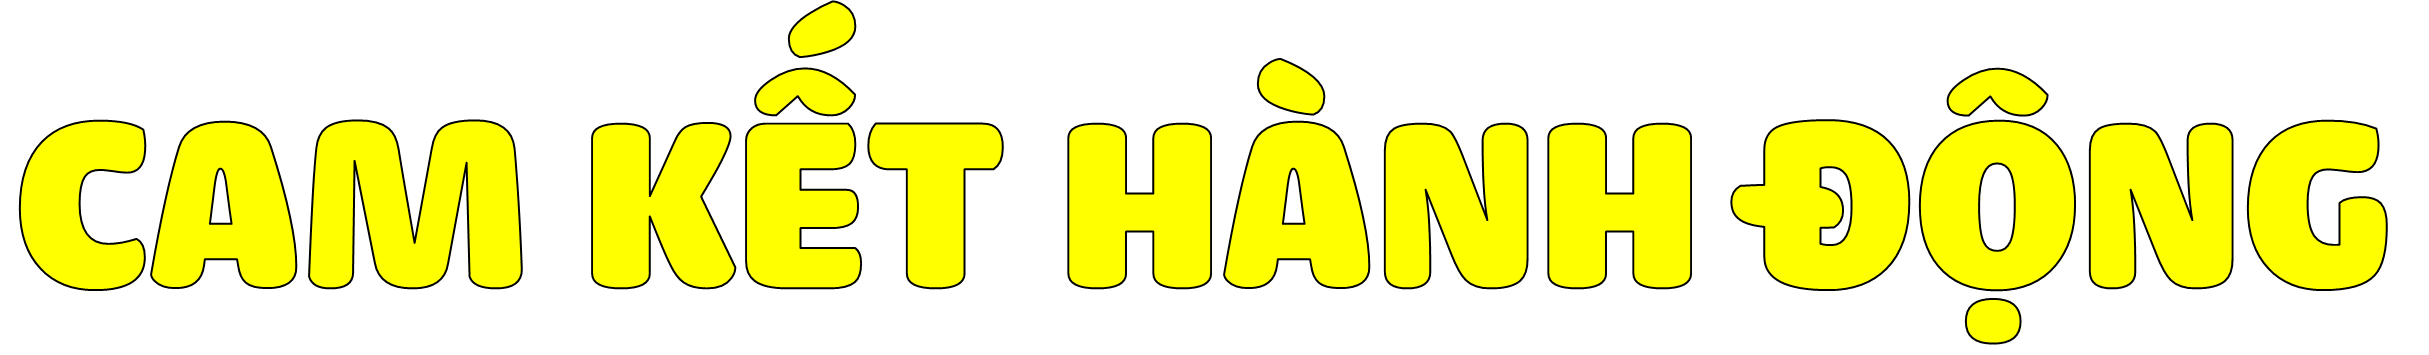 CAM KẾT HÀNH ĐỘNG